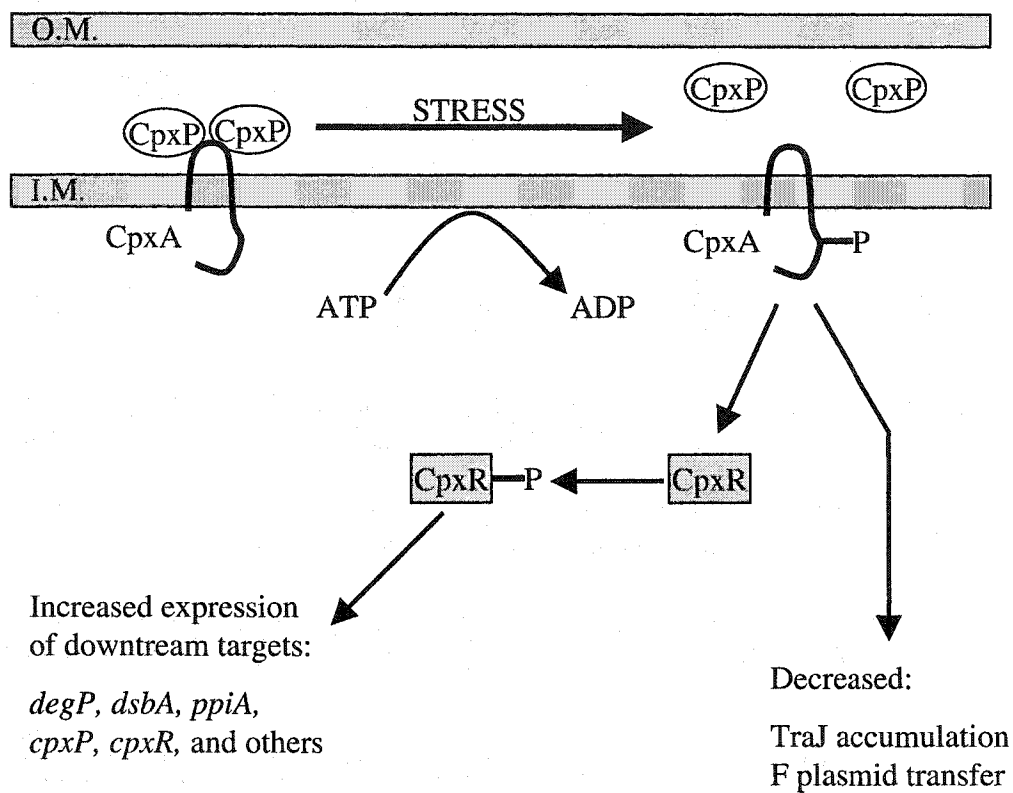 O.M.
CpxP CpxP
STRESS
CpxP CpxP
I.M.
CpxA
CpxA P
ATP ADP
CpxR P CpxR
Increased expression
of downtream targets:
degP, dsbA, ppiA,
cpxP, cpxR, and others
Decreased:
TraJ accumulation
F plasmid transfer